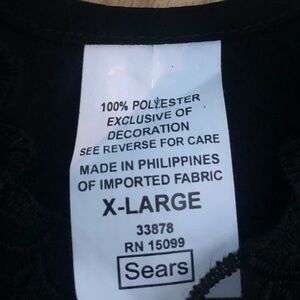 100% POLYESTER
EXCLUSIVE OF
DECORATION
SEE REVERSE FOR CARE
MADE IN PHILIPPINES
OF IMPORTED FABRIC
X-LARGE
33878
RN 15099
Sears